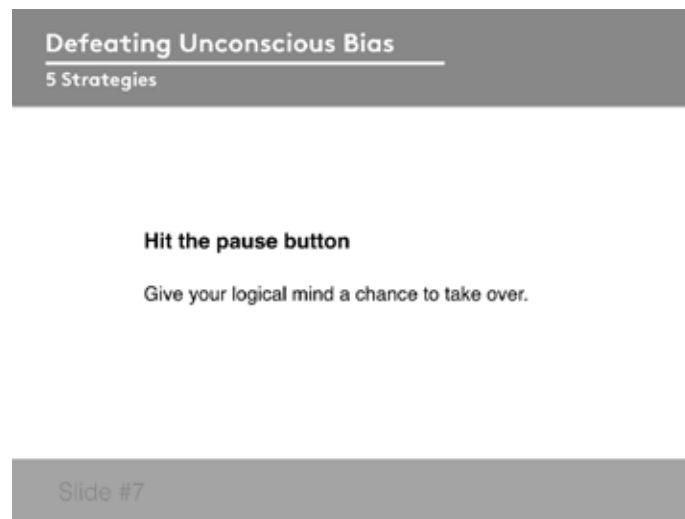 Defeating Unconscious Bias
5 Strategies
Hit the pause button
Give your logical mind a chance to take over.
Slide #7